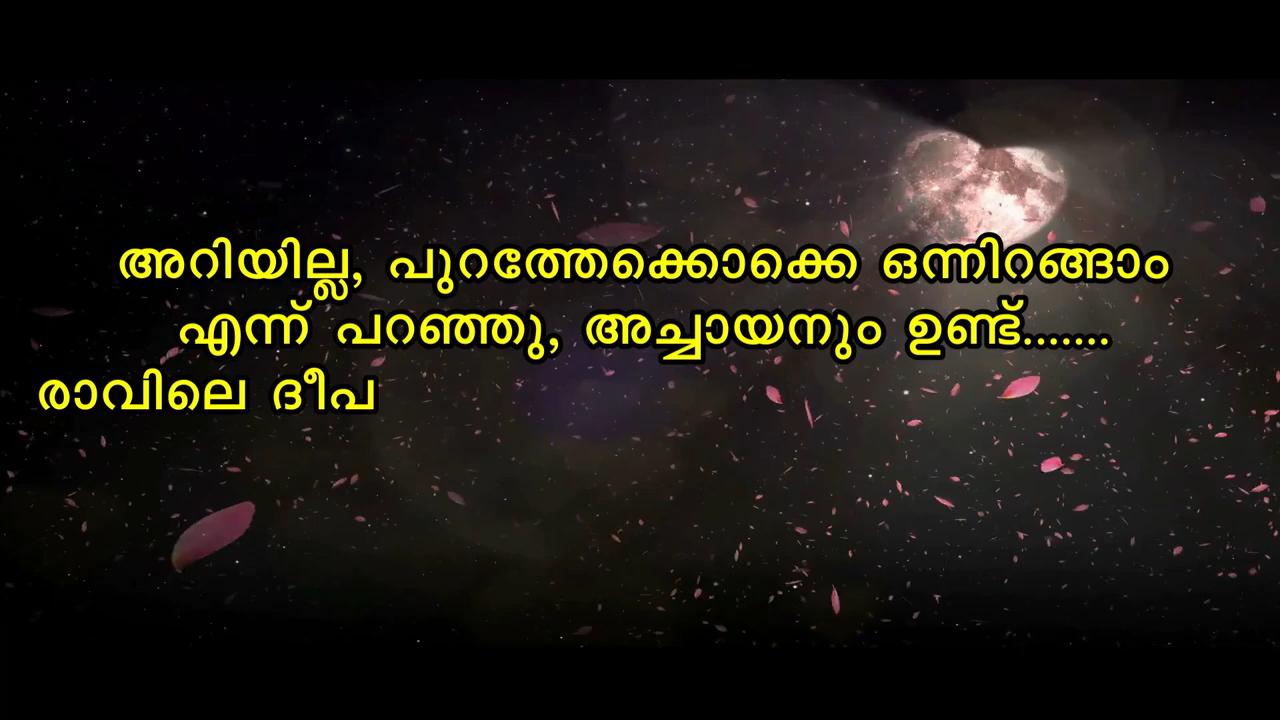 അറിയില്ല, പുറത്തേക്കൊക്കെ ഒന്നിറങ്ങാം
എന്ന് പറഞ്ഞു, അച്ചായനും ഉണ്ട്.......
രാവിലെ ദീപ